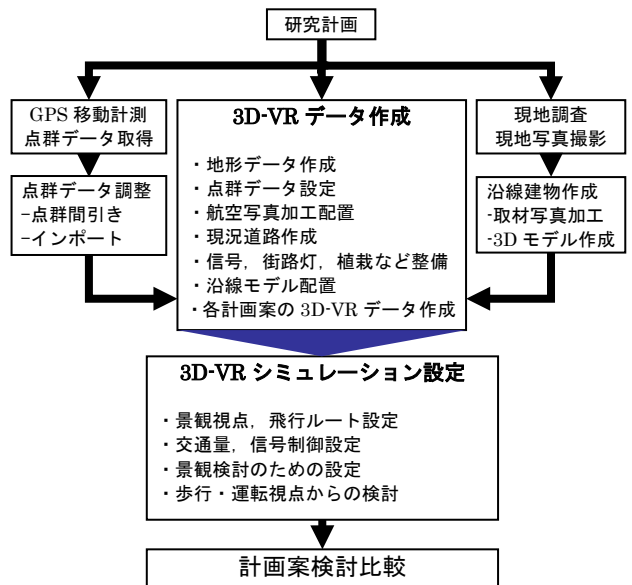 研究計画
GPS 移動計測
点群データ取得
点群データ調整
-点群間引き
-インポート
3D-VR データ作成
・地形データ作成
・点群データ設定
・航空写真加工配置
・現況道路作成
・信号，街路灯，植栽など整備
・沿線モデル配置
・各計画案の 3D-VR データ作成
現地調査
現地写真撮影
沿線建物作成
-取材写真加工
-3D モデル作成
3D-VR シミュレーション設定
・景観視点，飛行ルート設定
・交通量，信号制御設定
・景観検討のための設定
・歩行・運転視点からの検討
計画案検討比較